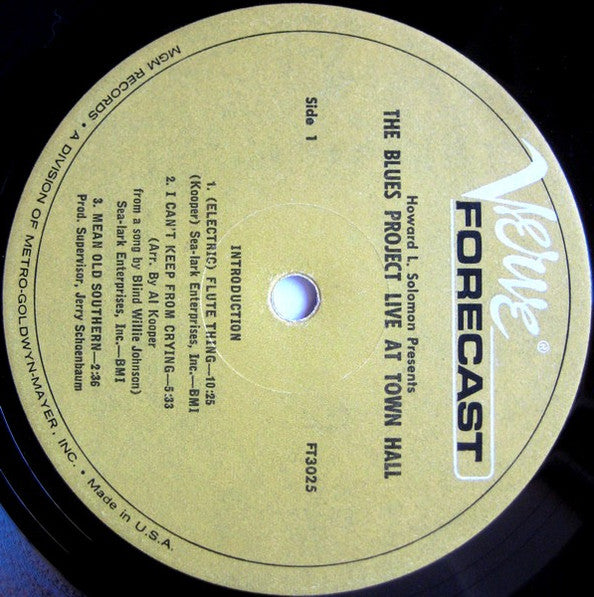 Verve ®
FORECAST
Howard L. Solomon Presents
THE BLUES PROJECT LIVE AT TOWN HALL
Side 1
FT3025
INTRODUCTION
1. (ELECTRIC) FLUTE THING—10:25
(Kooper) Sea-lark Enterprises, Inc.—BMI
2. I CAN'T KEEP FROM CRYING—5:33
(Arr. By Al Kooper
from a song by Blind Willie Johnson)
Sea-lark Enterprises, Inc.—BMI
3. MEAN OLD SOUTHERN—2:36
Prod. Supervisor, Jerry Schoenbaum
MGM RECORDS • A DIVISION OF METRO-GOLDWYN-MAYER, INC. • Made in U.S.A.